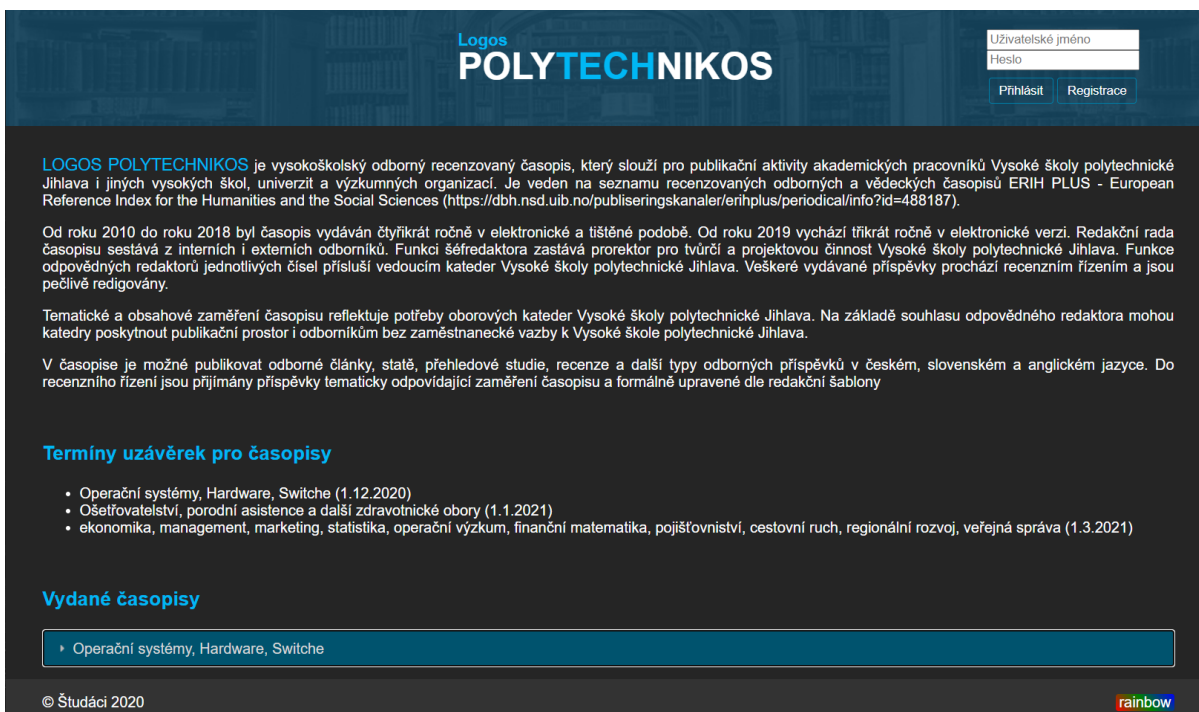 Logos
POLYTECHNIKOS
Uživatelské jméno
Heslo
Přihlásit Registrace
LOGOS POLYTECHNIKOS je vysokoškolský odborný recenzovaný časopis, který slouží pro publikační aktivity akademických pracovníků Vysoké školy polytechnické
Jihlava i jiných vysokých škol, univerzit a výzkumných organizací. Je veden na seznamu recenzovaných odborných a vědeckých časopisů ERIH PLUS - European
Reference Index for the Humanities and the Social Sciences (https://dbh.nsd.uib.no/publiseringskanaler/erihplus/periodical/info?id=488187).
Od roku 2010 do roku 2018 byl časopis vydáván čtyřikrát ročně v elektronické a tištěné podobě. Od roku 2019 vychází třikrát ročně v elektronické verzi. Redakční rada
časopisu sestává z interních i externích odborníků. Funkci šéfredaktora zastává prorektor pro tvůrčí a projektovou činnost Vysoké školy polytechnické Jihlava. Funkce
odpovědných redaktorů jednotlivých čísel přísluší vedoucím kateder Vysoké školy polytechnické Jihlava. Veškeré vydávané příspěvky prochází recenzním řízením a jsou
pečlivě redigovány.
Tematické a obsahové zaměření časopisu reflektuje potřeby oborových kateder Vysoké školy polytechnické Jihlava. Na základě souhlasu odpovědného redaktora mohou
katedry poskytnout publikační prostor i odborníkům bez zaměstnanecké vazby k Vysoké škole polytechnické Jihlava.
V časopise je možné publikovat odborné články, statě, přehledové studie, recenze a další typy odborných příspěvků v českém, slovenském a anglickém jazyce. Do
recenzního řízení jsou přijímány příspěvky tematicky odpovídající zaměření časopisu a formálně upravené dle redakční šablony
Termíny uzávěrek pro časopisy
• Operační systémy, Hardware, Switche (1.12.2020)
• Ošetřovatelství, porodní asistence a další zdravotnické obory (1.1.2021)
• ekonomika, management, marketing, statistika, operační výzkum, finanční matematika, pojišťovniství, cestovní ruch, regionální rozvoj, veřejná správa (1.3.2021)
Vydané časopisy
Operační systémy, Hardware, Switche
© Študáci 2020
rainbow